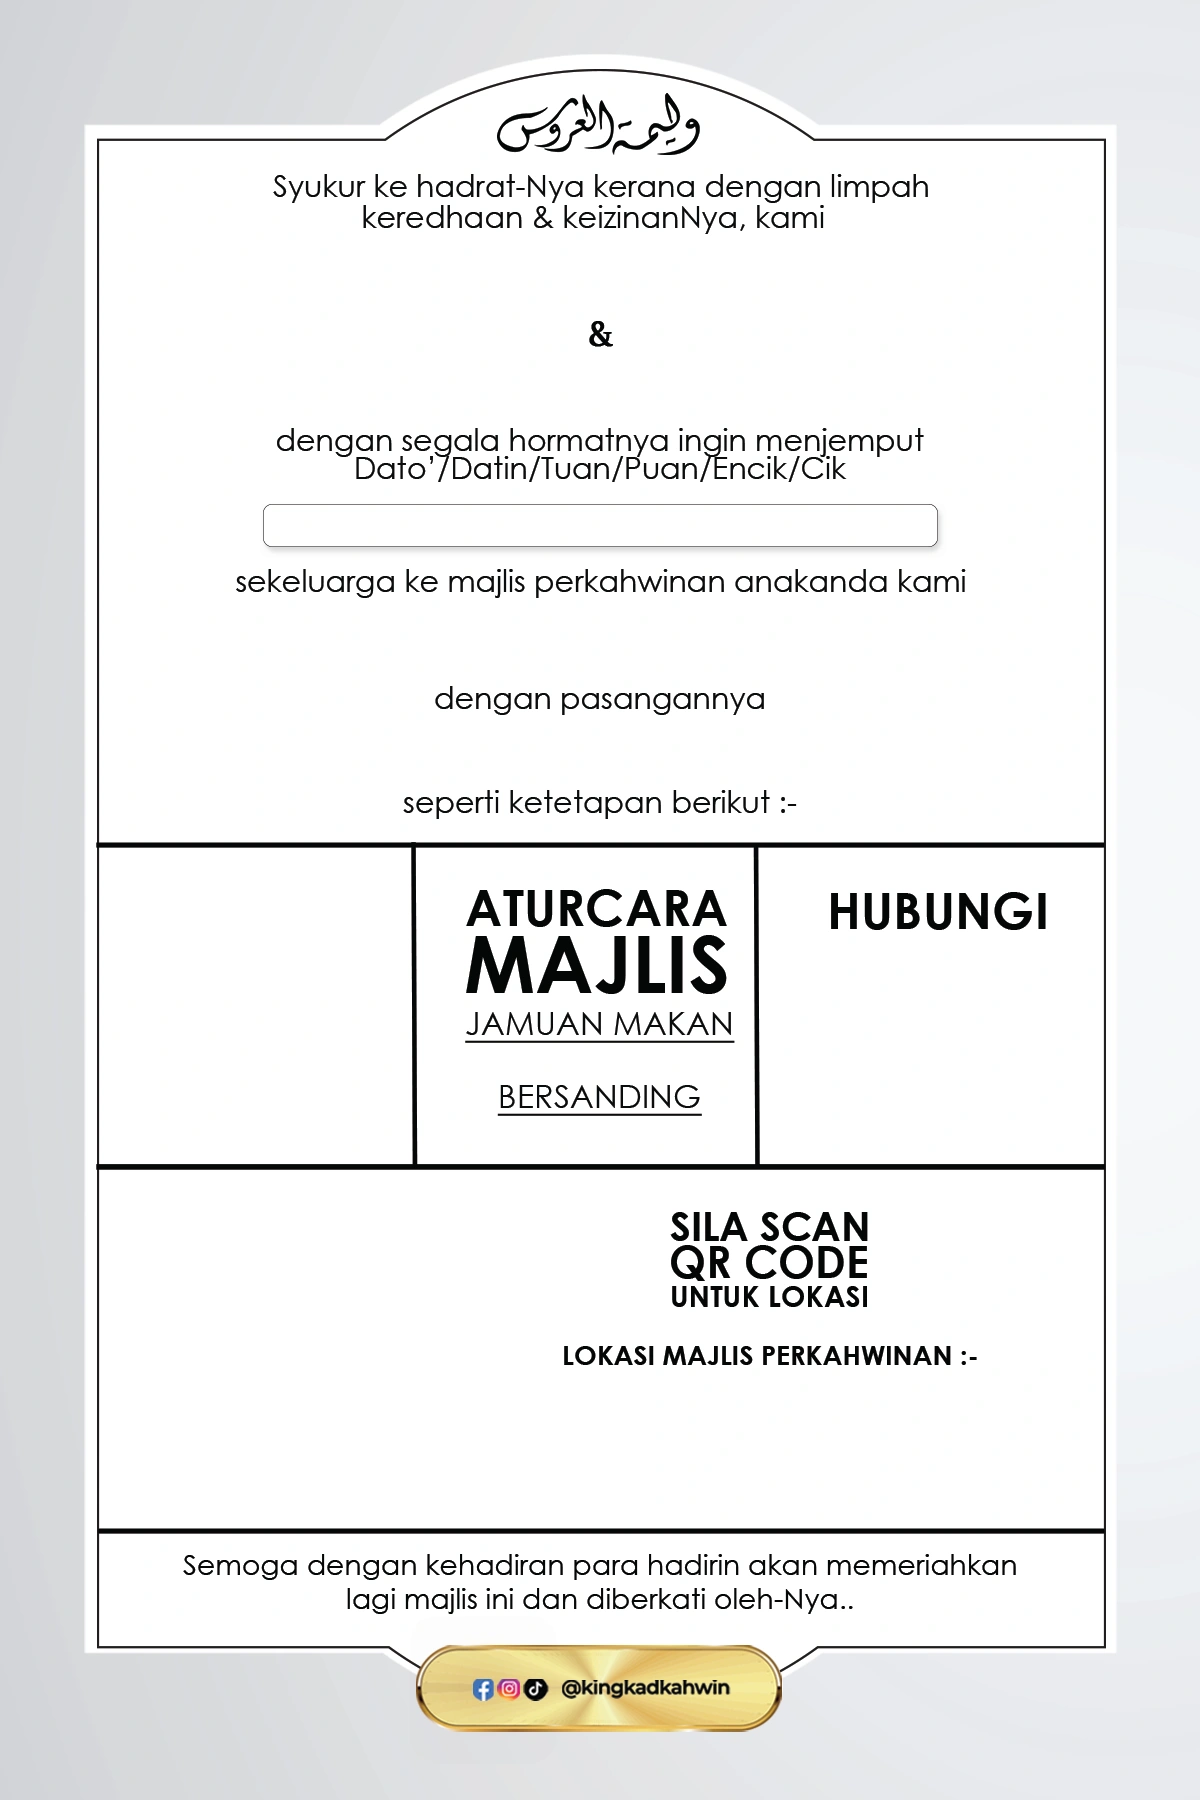 وليمة العروس
Syukur ke hadrat-Nya kerana dengan limpah
keredhaan & keizinanNya, kami
&
dengan segala hormatnya ingin menjemput
Dato’/Datin/Tuan/Puan/Encik/Cik
sekeluarga ke majlis perkahwinan anakanda kami
dengan pasangannya
seperti ketetapan berikut :-
ATURCARA
MAJLIS
JAMUAN MAKAN
BERSANDING
HUBUNGI
SILA SCAN
QR CODE
UNTUK LOKASI
LOKASI MAJLIS PERKAHWINAN :-
Semoga dengan kehadiran para hadirin akan memeriahkan
lagi majlis ini dan diberkati oleh-Nya..
@kingkadkahwin